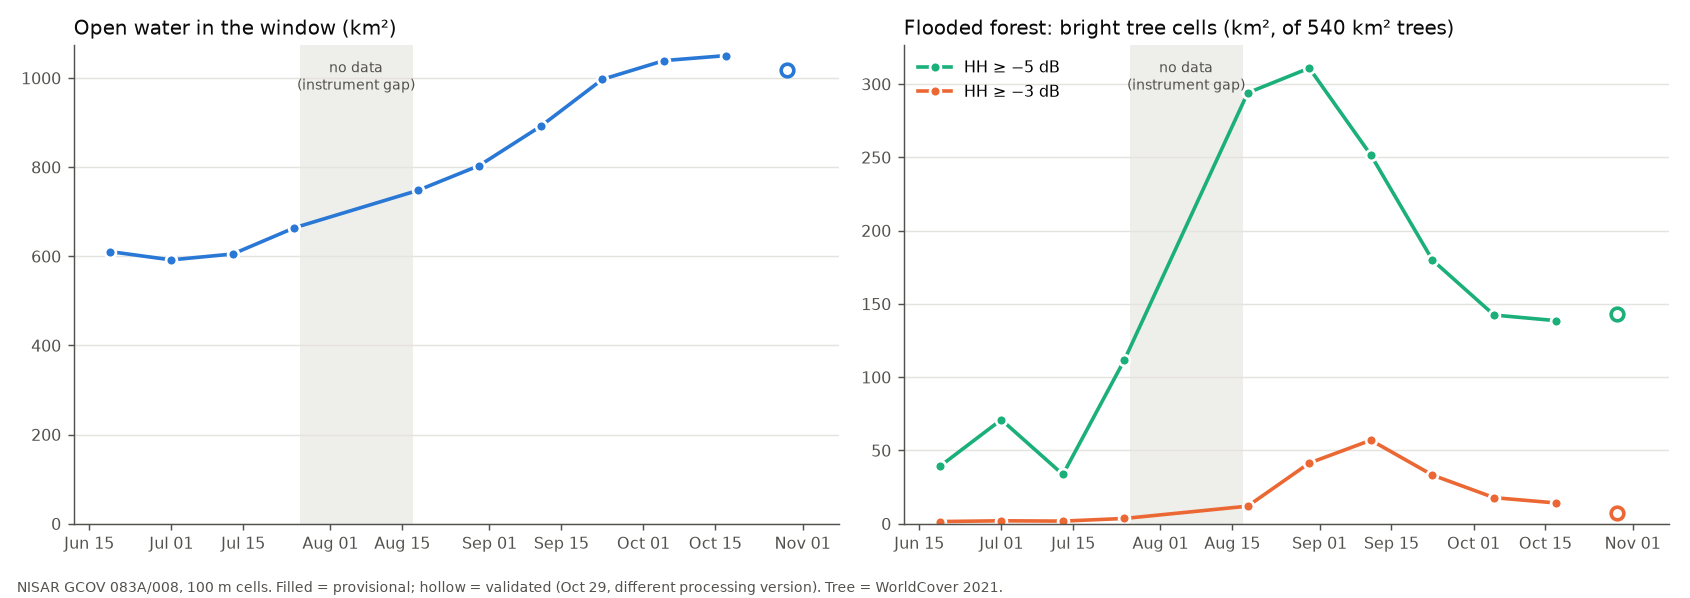 Open water in the window (km²)
no data
(instrument gap)
1000
800
600
400
200
0
Jun 15
Jul 01
Jul 15
Aug 01
Aug 15
Sep 01
Sep 15
Oct 01
Oct 15
Nov 01
Flooded forest: bright tree cells (km², of 540 km² trees)
HH ≥ −5 dB
HH ≥ −3 dB
no data
(instrument gap)
300
250
200
150
100
50
0
Jun 15
Jul 01
Jul 15
Aug 01
Aug 15
Sep 01
Sep 15
Oct 01
Oct 15
Nov 01
NISAR GCOV 083A/008, 100 m cells. Filled = provisional; hollow = validated (Oct 29, different processing version). Tree = WorldCover 2021.